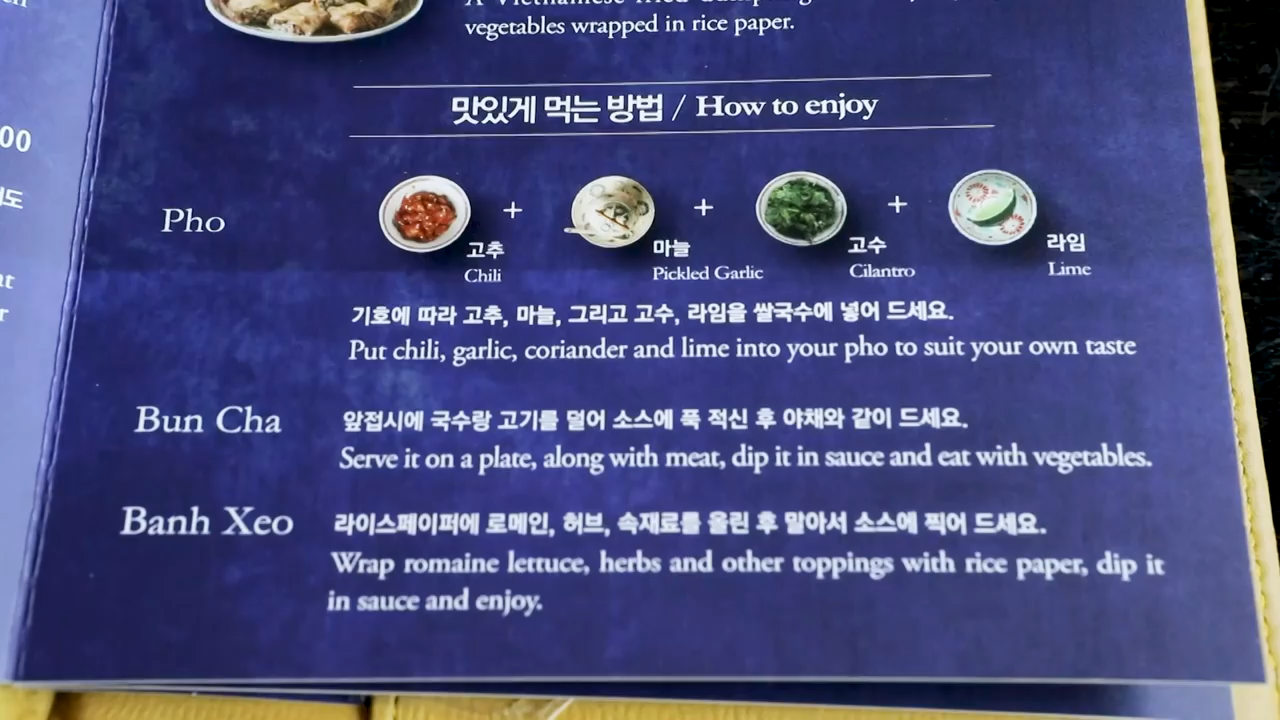 vegetables wrapped in rice paper.
맛있게 먹는 방법 / How to enjoy
00
Pho
+ + +
고추 마늘 고수 라임
Chili Pickled Garlic Cilantro Lime
기호에 따라 고추, 마늘, 그리고 고수, 라임을 쌀국수에 넣어 드세요.
Put chili, garlic, coriander and lime into your pho to suit your own taste
Bun Cha
앞접시에 국수랑 고기를 덜어 소스에 푹 적신 후 야채와 같이 드세요.
Serve it on a plate, along with meat, dip it in sauce and eat with vegetables.
Banh Xeo
라이스페이퍼에 로메인, 허브, 속재료를 올린 후 말아서 소스에 찍어 드세요.
Wrap romaine lettuce, herbs and other toppings with rice paper, dip it
in sauce and enjoy.